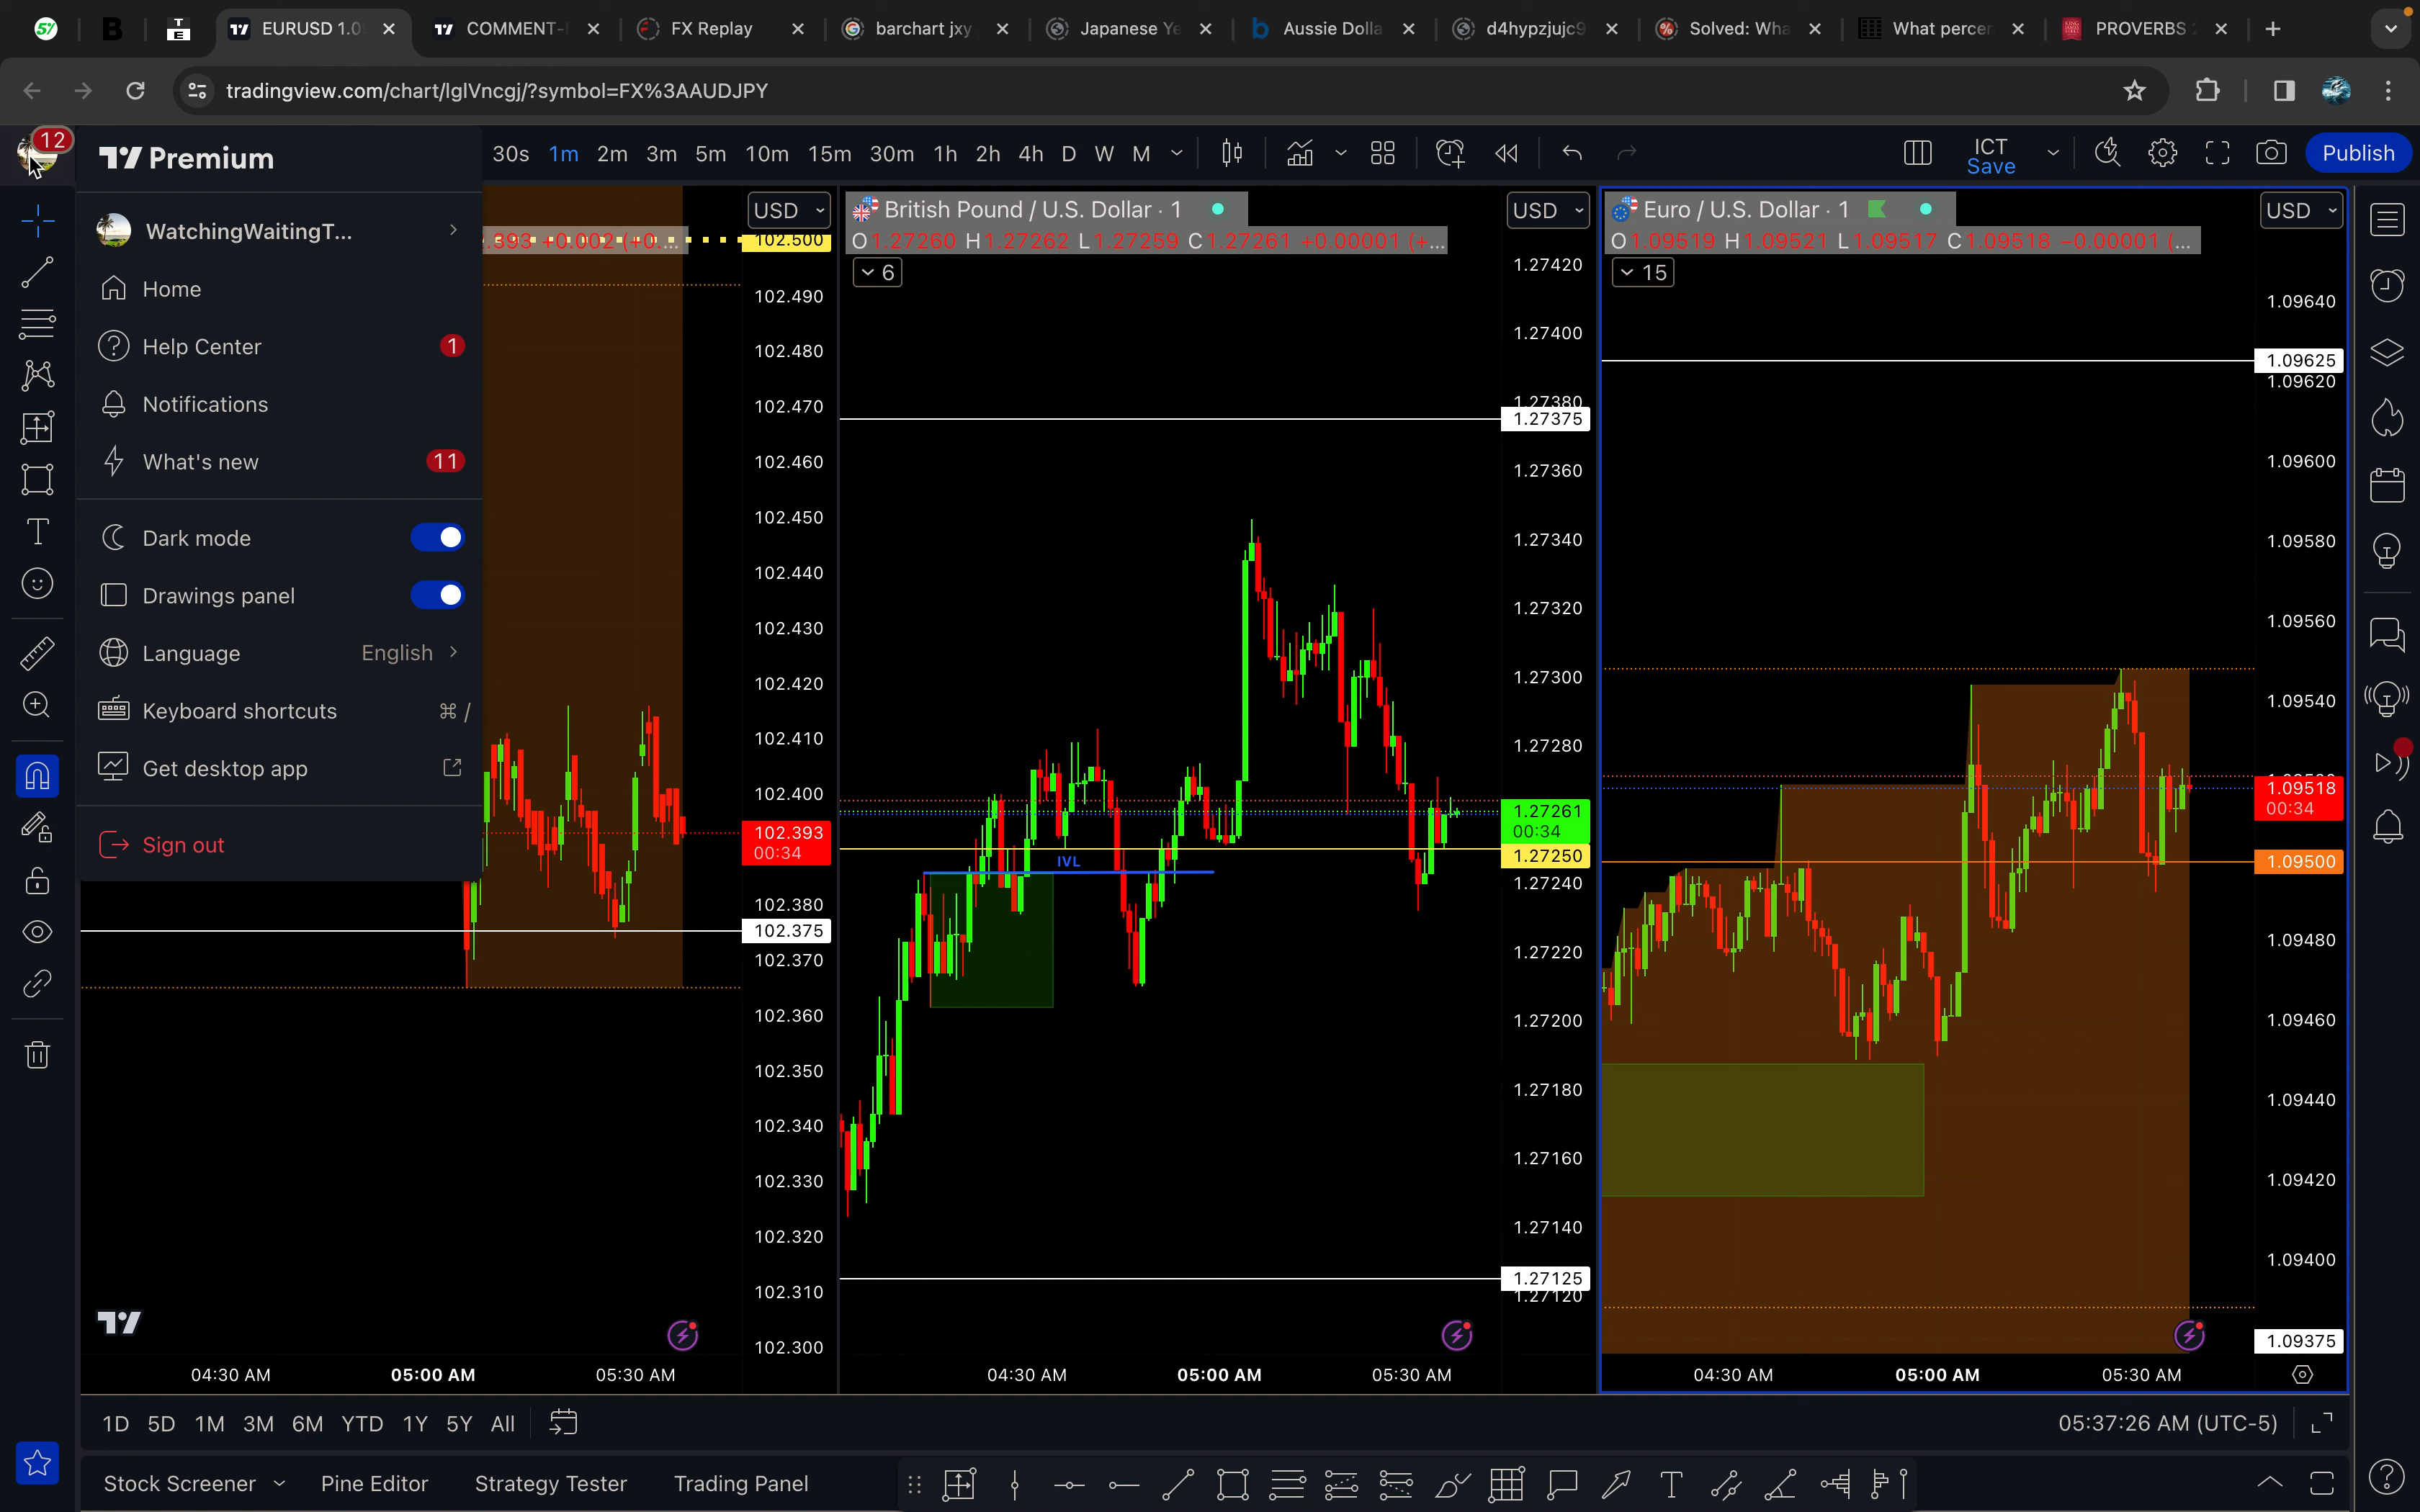 EURUSD 1.0
COMMENT-
FX Replay
barchart jxy
Japanese Ye
Aussie Dolla
d4hypzjujc9
Solved: Wha
What percer
PROVERBS
tradingview.com/chart/lglVncgj/?symbol=FX%3AAUDJPY
12
Premium
30s 1m 2m 3m 5m 10m 15m 30m 1h 2h 4h D W M
ICT
Save
Publish
WatchingWaitingT...
Home
Help Center 1
Notifications
What's new 11
Dark mode
Drawings panel
Language English
Keyboard shortcuts ⌘ /
Get desktop app
Sign out
.393 +0.002 (+0....
USD
102.500
102.490
102.480
102.470
102.460
102.450
102.440
102.430
102.420
102.410
102.400
102.393
00:34
102.380
102.375
102.370
102.360
102.350
102.340
102.330
102.320
102.310
102.300
04:30 AM 05:00 AM 05:30 AM
British Pound / U.S. Dollar · 1
O1.27260 H1.27262 L1.27259 C1.27261 +0.00001 (+...
6
IVL
USD
1.27420
1.27400
1.27380
1.27375
1.27360
1.27340
1.27320
1.27300
1.27280
1.27261
00:34
1.27250
1.27240
1.27220
1.27200
1.27180
1.27160
1.27140
1.27125
1.27120
04:30 AM 05:00 AM 05:30 AM
Euro / U.S. Dollar · 1
O1.09519 H1.09521 L1.09517 C1.09518 −0.00001 (...
15
USD
1.09640
1.09625
1.09620
1.09600
1.09580
1.09560
1.09540
1.09518
00:34
1.09500
1.09480
1.09460
1.09440
1.09420
1.09400
1.09375
04:30 AM 05:00 AM 05:30 AM
1D 5D 1M 3M 6M YTD 1Y 5Y All
05:37:26 AM (UTC-5)
Stock Screener Pine Editor Strategy Tester Trading Panel